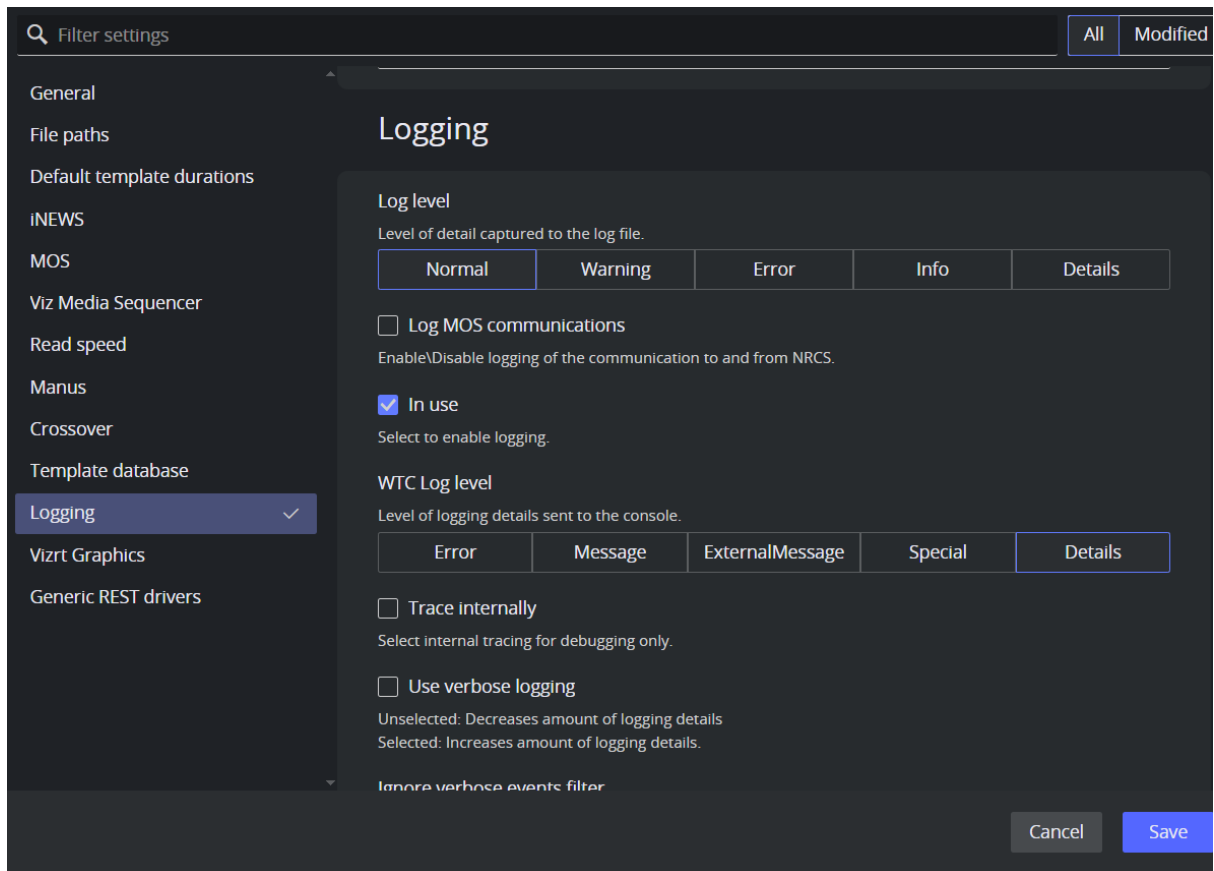 Filter settings
All
Modified
General
File paths
Default template durations
iNEWS
MOS
Viz Media Sequencer
Read speed
Manus
Crossover
Template database
Logging
Vizrt Graphics
Generic REST drivers
Logging
Log level
Level of detail captured to the log file.
Normal Warning Error Info Details
Log MOS communications
Enable\Disable logging of the communication to and from NRCS.
In use
Select to enable logging.
WTC Log level
Level of logging details sent to the console.
Error Message ExternalMessage Special Details
Trace internally
Select internal tracing for debugging only.
Use verbose logging
Unselected: Decreases amount of logging details
Selected: Increases amount of logging details.
Ignore verbose events filter
Cancel
Save